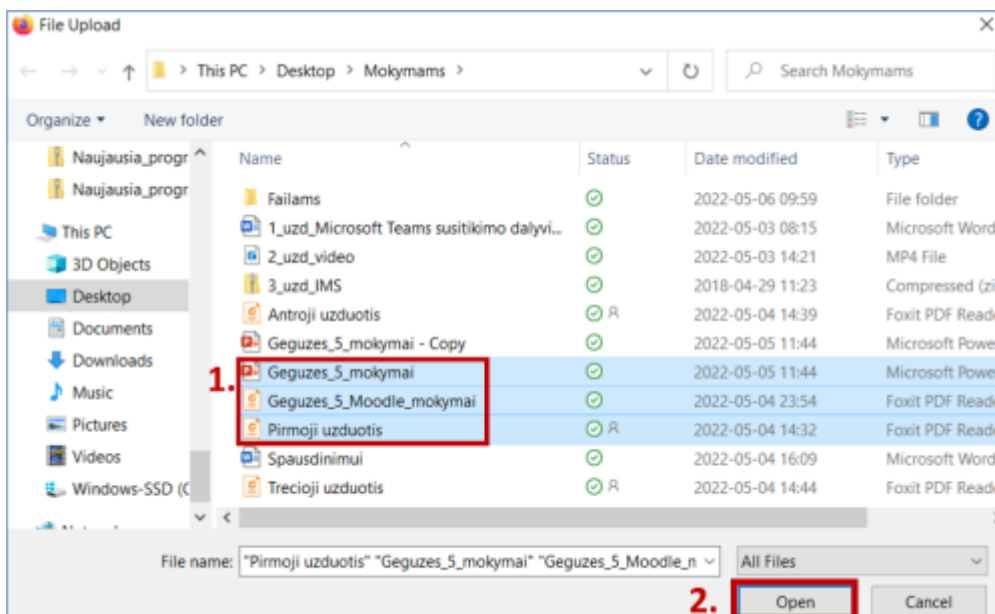 File Upload
This PC > Desktop > Mokymams >
Search Mokymams
Organize
New folder
Naujausia_progr
Naujausia_progr
This PC
3D Objects
Desktop
Documents
Downloads
Music
Pictures
Videos
Windows-SSD (C
Name Status Date modified Type
Failams 2022-05-06 09:59 File folder
1_uzd_Microsoft Teams susitikimo dalyvi... 2022-05-03 08:15 Microsoft Word
2_uzd_video 2022-05-03 14:21 MP4 File
3_uzd_IMS 2018-04-29 11:23 Compressed (zi
Antroji uzduotis 2022-05-04 14:39 Foxit PDF Read
Geguzes_5_mokymai - Copy 2022-05-05 11:44 Microsoft Powe
1.
Geguzes_5_mokymai 2022-05-05 11:44 Microsoft Powe
Geguzes_5_Moodle_mokymai 2022-05-04 23:54 Foxit PDF Read
Pirmoji uzduotis 2022-05-04 14:32 Foxit PDF Read
Spausdinimui 2022-05-04 16:09 Microsoft Word
Trecioji uzduotis 2022-05-04 14:44 Foxit PDF Read
File name: "Pirmoji uzduotis" "Geguzes_5_mokymai" "Geguzes_5_Moodle_n
All Files
2.
Open
Cancel